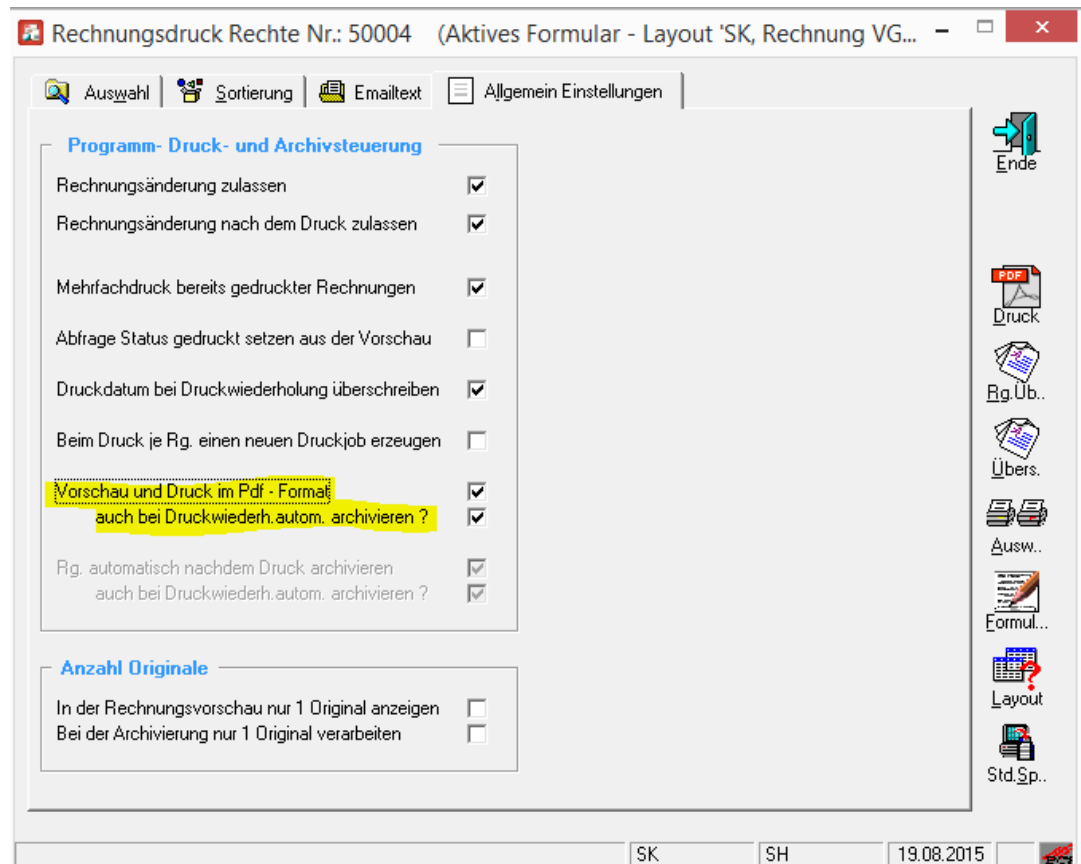 Rechnungsdruck Rechte Nr.: 50004 (Aktives Formular - Layout 'SK, Rechnung VG...
Auswahl Sortierung Emailtext Allgemein Einstellungen
Programm- Druck- und Archivsteuerung
Rechnungsänderung zulassen
Rechnungsänderung nach dem Druck zulassen
Mehrfachdruck bereits gedruckter Rechnungen
Abfrage Status gedruckt setzen aus der Vorschau
Druckdatum bei Druckwiederholung überschreiben
Beim Druck je Rg. einen neuen Druckjob erzeugen
Vorschau und Druck im Pdf - Format
auch bei Druckwiederh.autom. archivieren ?
Rg. automatisch nachdem Druck archivieren
auch bei Druckwiederh.autom. archivieren ?
Anzahl Originale
In der Rechnungsvorschau nur 1 Original anzeigen
Bei der Archivierung nur 1 Original verarbeiten
Ende
PDF
Druck
Rg.Üb..
Übers.
Ausw..
Formul...
Layout
Std.Sp..
SK SH 19.08.2015